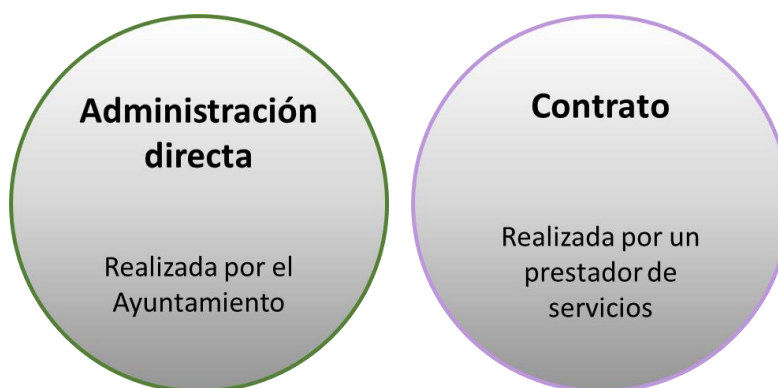 Administración
directa
Realizada por el
Ayuntamiento
Contrato
Realizada por un
prestador de
servicios